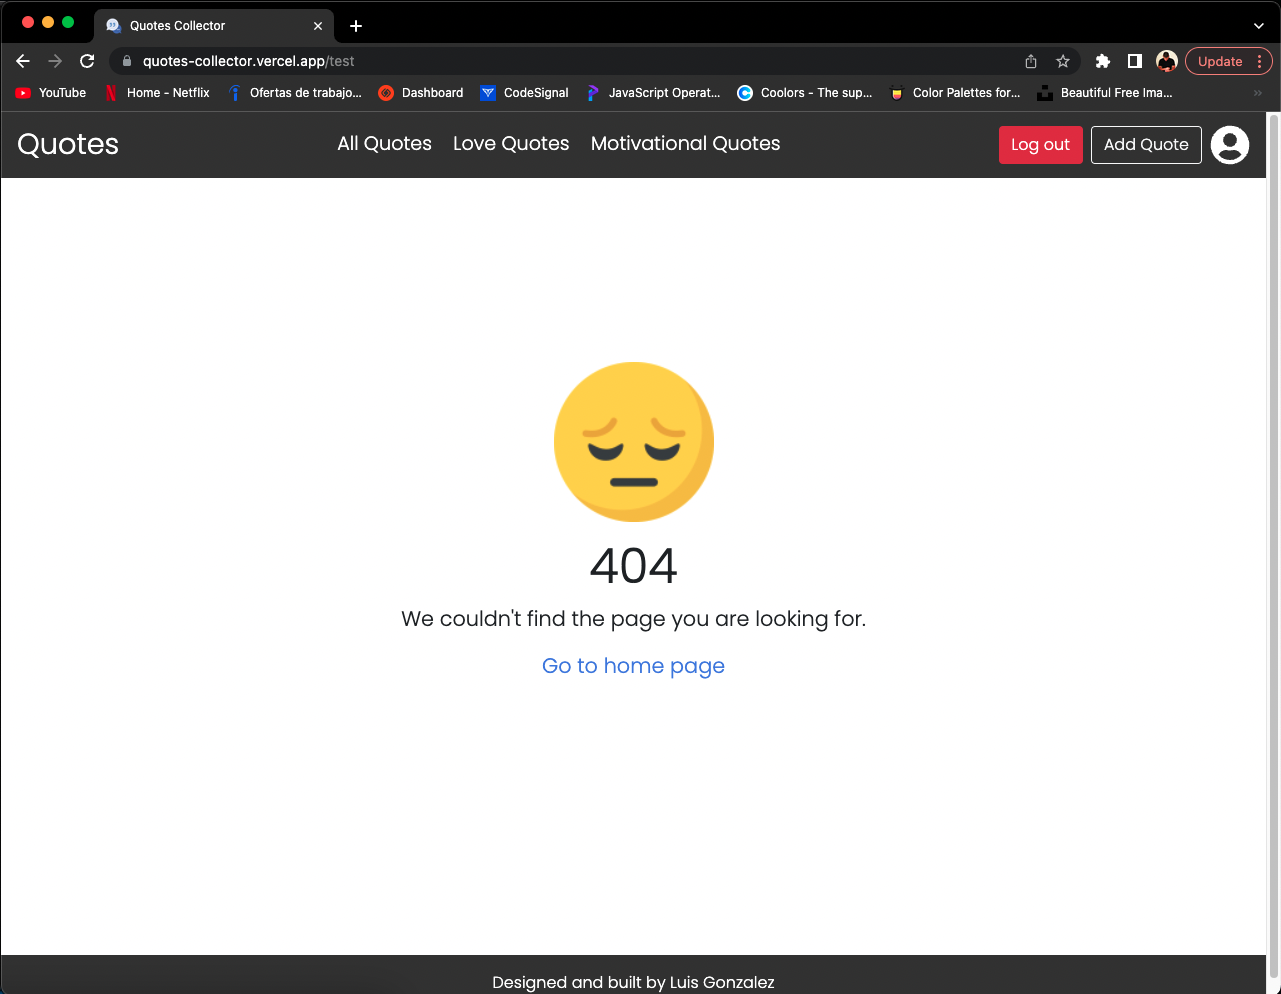 Quotes Collector
quotes-collector.vercel.app/test
Update
YouTube Home - Netflix Ofertas de trabajo... Dashboard CodeSignal JavaScript Operat... Coolors - The sup... Color Palettes for... Beautiful Free Ima...
Quotes All Quotes Love Quotes Motivational Quotes Log out Add Quote
404
We couldn't find the page you are looking for.
Go to home page
Designed and built by Luis Gonzalez